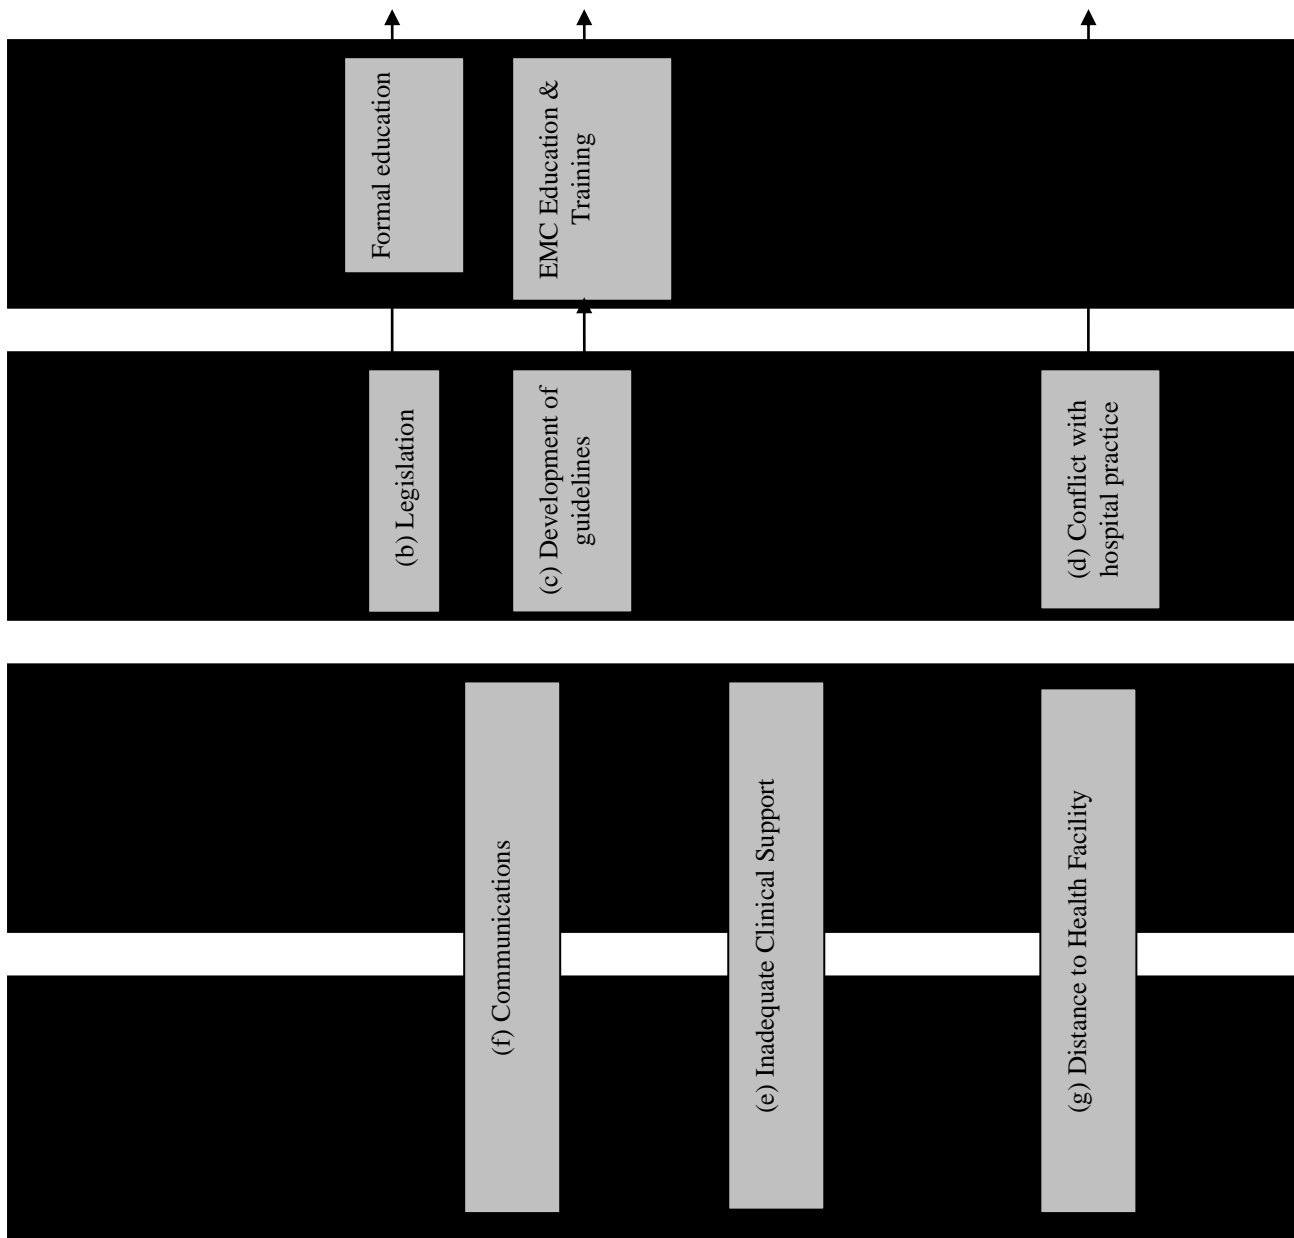 Formal education
EMC Education &
Training
(b) Legislation
(c) Development of
guidelines
(d) Conflict with
hospital practice
(f) Communications
(e) Inadequate Clinical Support
(g) Distance to Health Facility